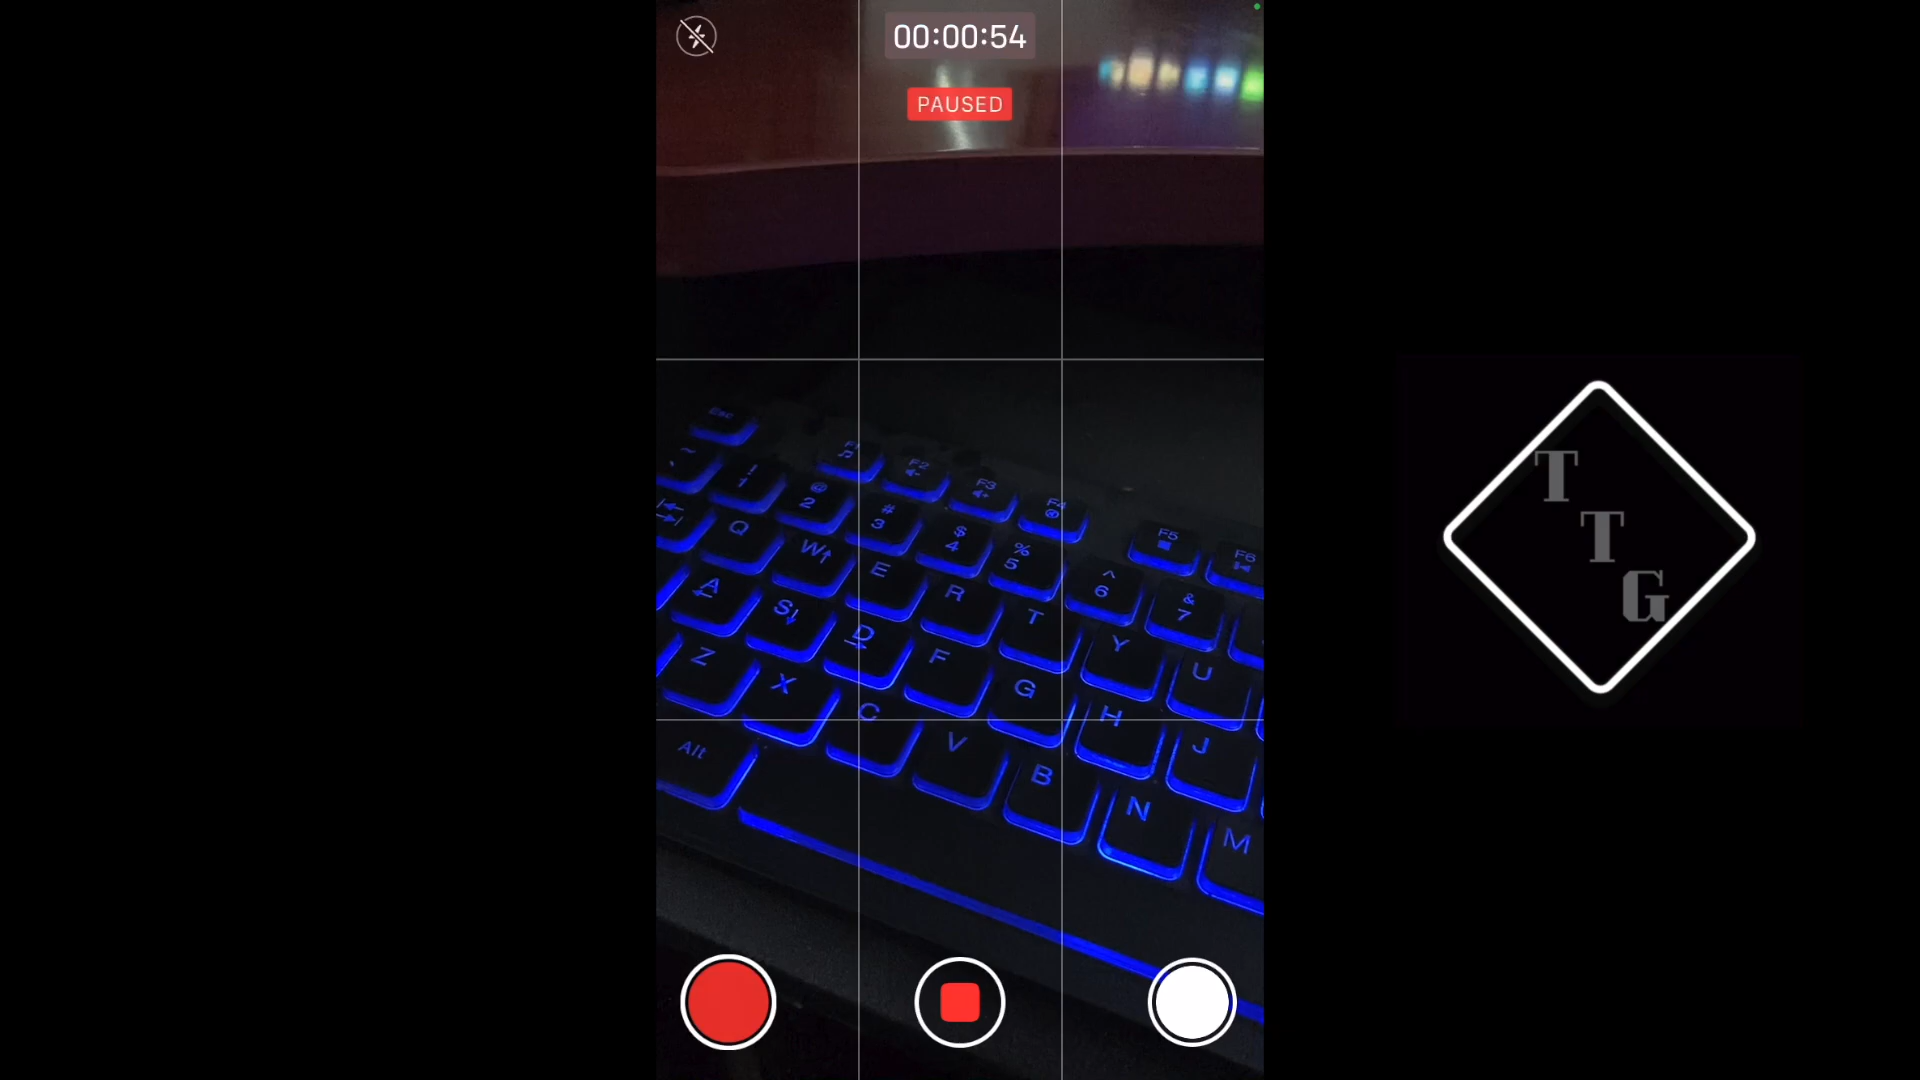 00:00:54
PAUSED
Esc
F1
F2
F3
F4
F5
F6
~
`
!
1
@
2
#
3
$
4
%
5
^
6
&
7
Q
W
E
R
T
Y
U
A
S
D
F
G
H
J
Z
X
C
V
B
N
M
Alt
T
T
G